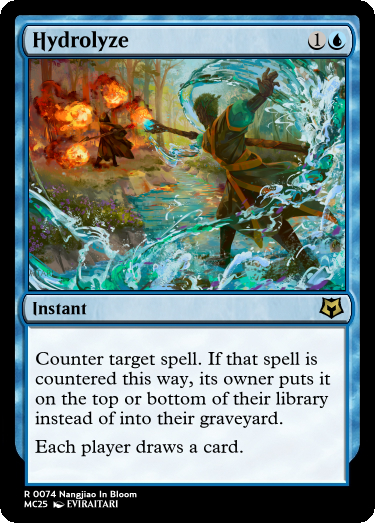 Hydrolyze
1
Instant
Counter target spell. If that spell is
countered this way, its owner puts it
on the top or bottom of their library
instead of into their graveyard.
Each player draws a card.
R 0074 Nangjiao In Bloom
MC25 EVIRAITARI